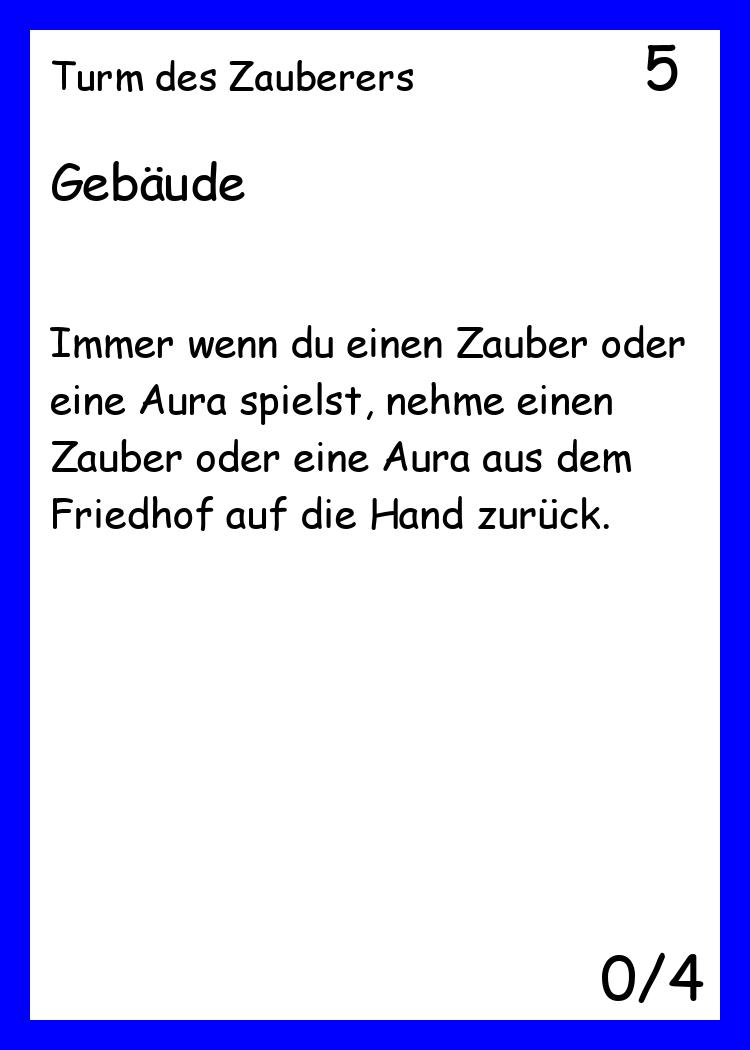 Turm des Zauberers 5
Gebäude
Immer wenn du einen Zauber oder
eine Aura spielst, nehme einen
Zauber oder eine Aura aus dem
Friedhof auf die Hand zurück.
0/4